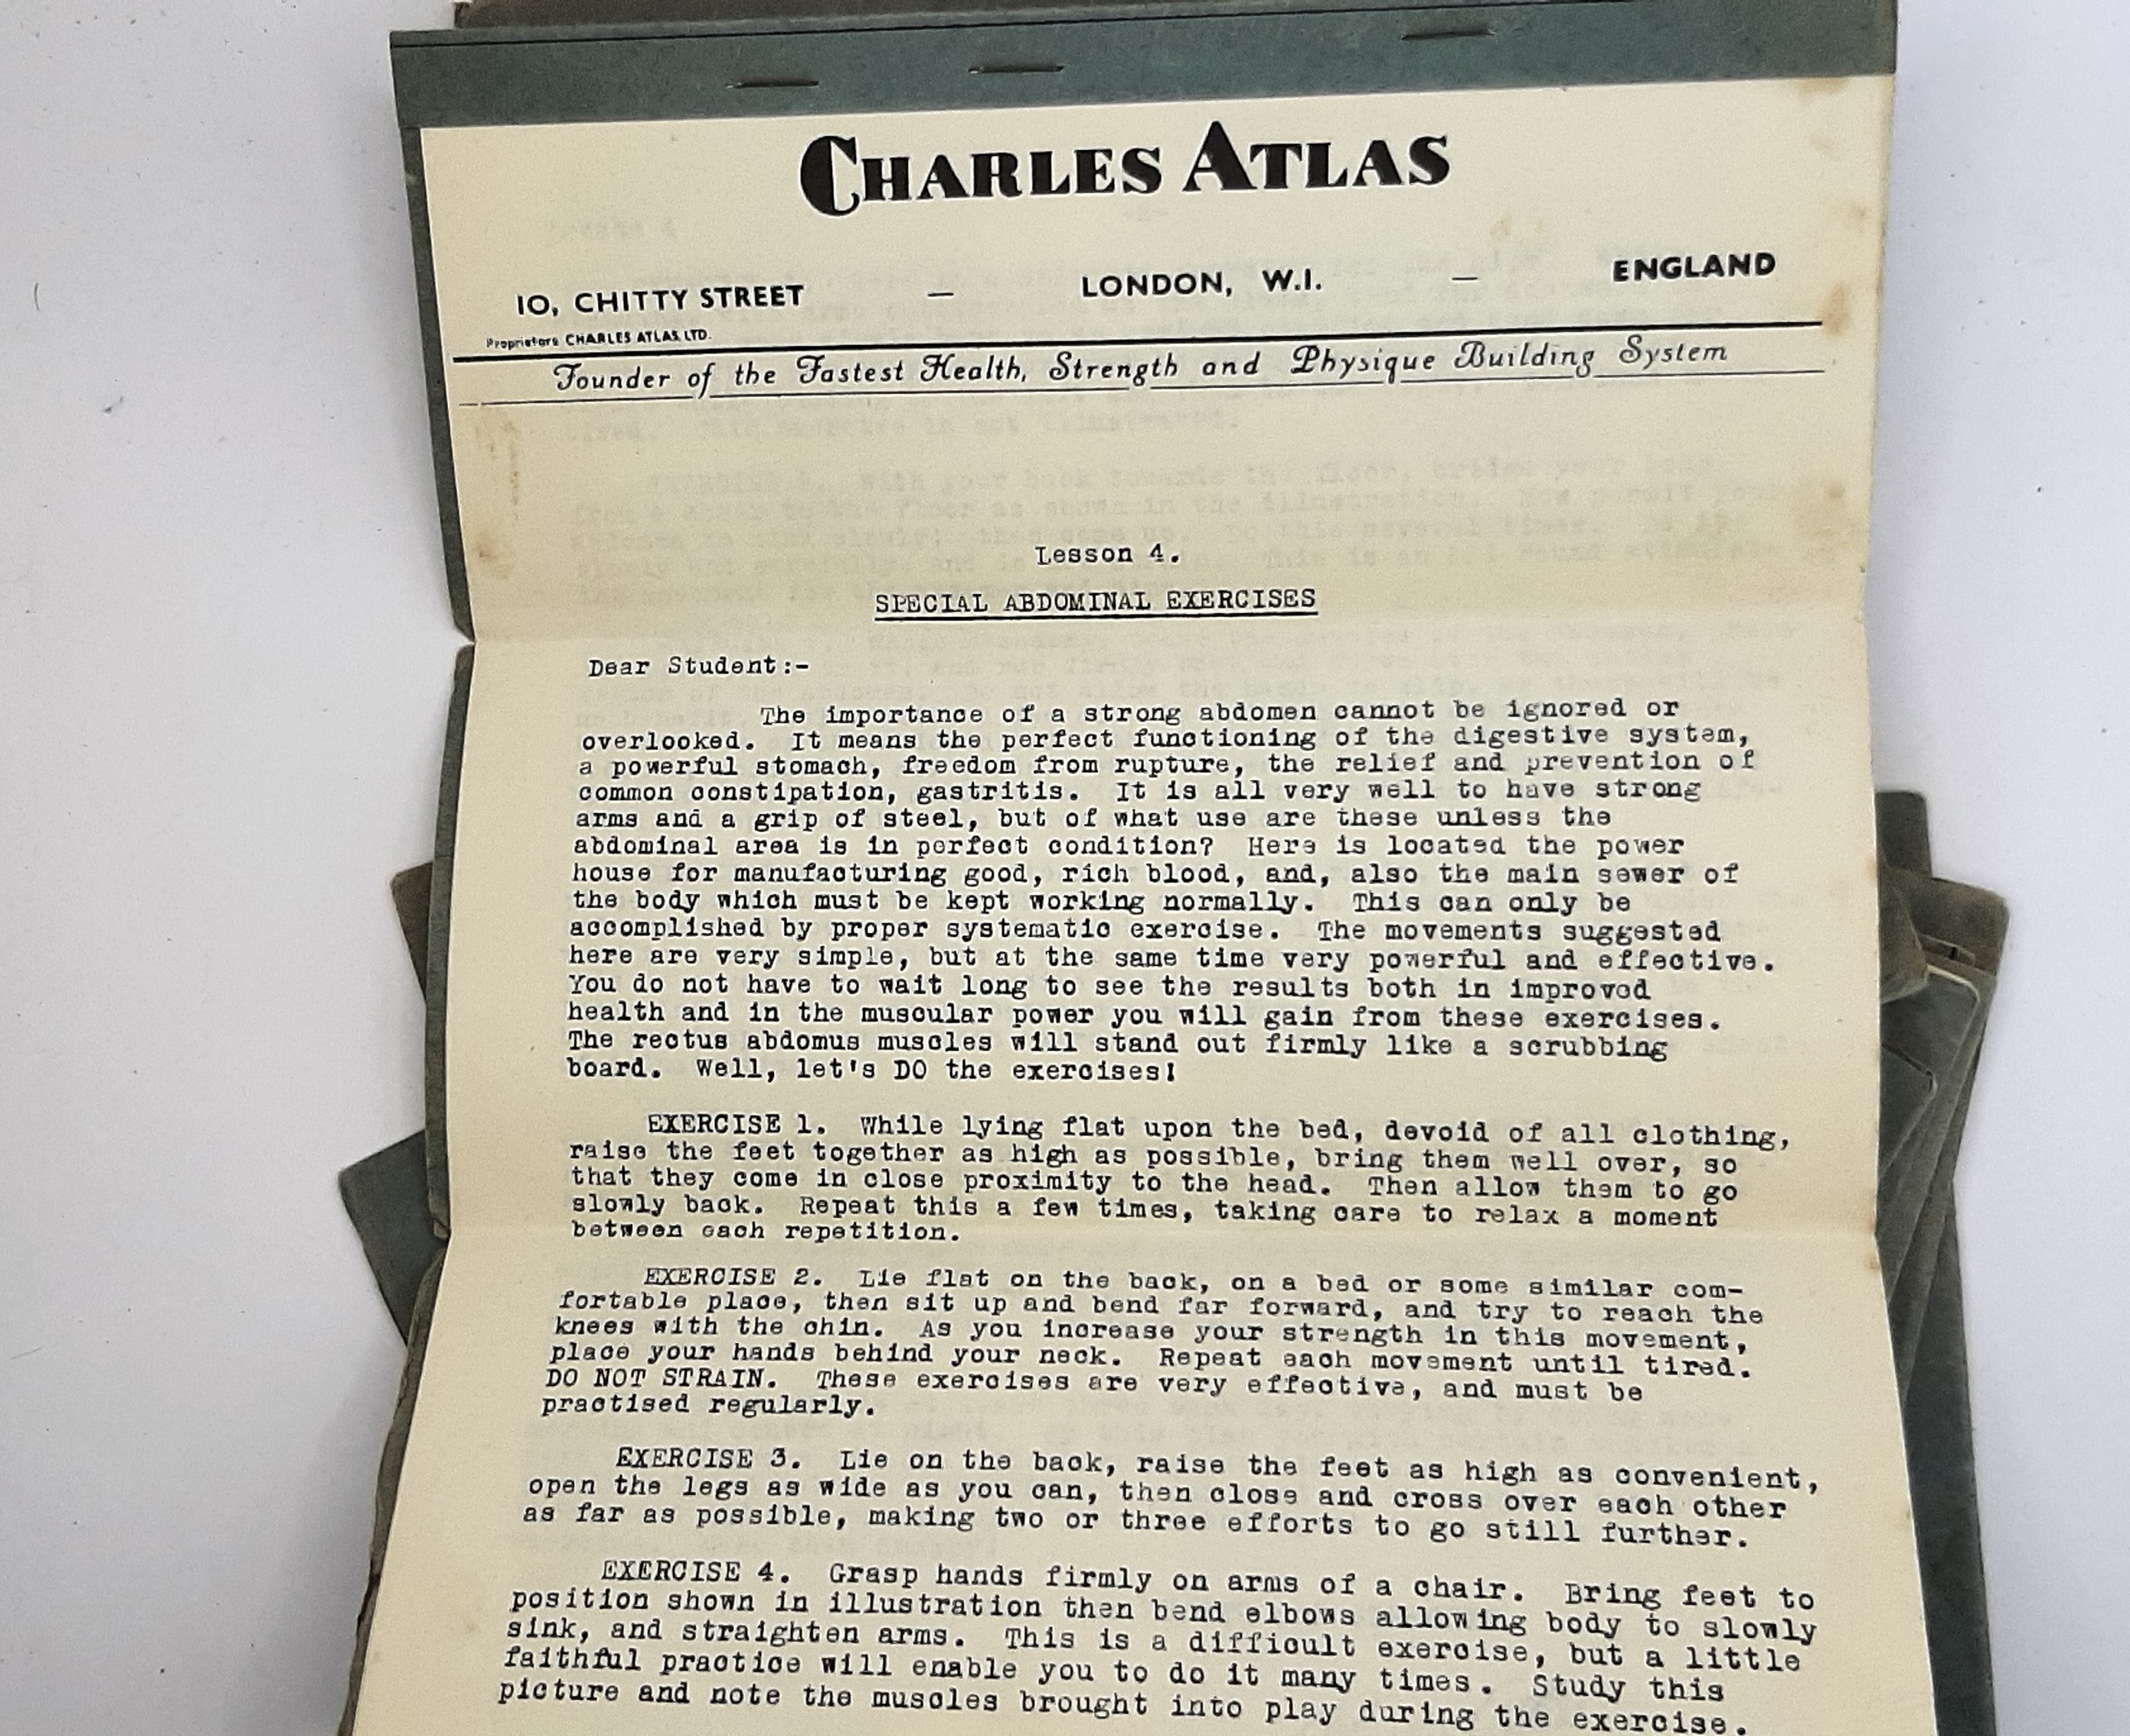 CHARLES ATLAS
10, CHITTY STREET — LONDON, W.I. — ENGLAND
Proprietors CHARLES ATLAS LTD.
Founder of the Fastest Health, Strength and Physique Building System
Lesson 4.
SPECIAL ABDOMINAL EXERCISES
Dear Student:-
The importance of a strong abdomen cannot be ignored or
overlooked. It means the perfect functioning of the digestive system,
a powerful stomach, freedom from rupture, the relief and prevention of
common constipation, gastritis. It is all very well to have strong
arms and a grip of steel, but of what use are these unless the
abdominal area is in perfect condition? Here is located the power
house for manufacturing good, rich blood, and, also the main sewer of
the body which must be kept working normally. This can only be
accomplished by proper systematic exercise. The movements suggested
here are very simple, but at the same time very powerful and effective.
You do not have to wait long to see the results both in improved
health and in the muscular power you will gain from these exercises.
The rectus abdomus muscles will stand out firmly like a scrubbing
board. Well, let's DO the exercises!
EXERCISE 1. While lying flat upon the bed, devoid of all clothing,
raise the feet together as high as possible, bring them well over, so
that they come in close proximity to the head. Then allow them to go
slowly back. Repeat this a few times, taking care to relax a moment
between each repetition.
EXERCISE 2. Lie flat on the back, on a bed or some similar com-
fortable place, then sit up and bend far forward, and try to reach the
knees with the chin. As you increase your strength in this movement,
place your hands behind your neck. Repeat each movement until tired.
DO NOT STRAIN. These exercises are very effective, and must be
practised regularly.
EXERCISE 3. Lie on the back, raise the feet as high as convenient,
open the legs as wide as you can, then close and cross over each other
as far as possible, making two or three efforts to go still further.
EXERCISE 4. Grasp hands firmly on arms of a chair. Bring feet to
position shown in illustration then bend elbows allowing body to slowly
sink, and straighten arms. This is a difficult exercise, but a little
faithful practice will enable you to do it many times. Study this
picture and note the muscles brought into play during the exercise.